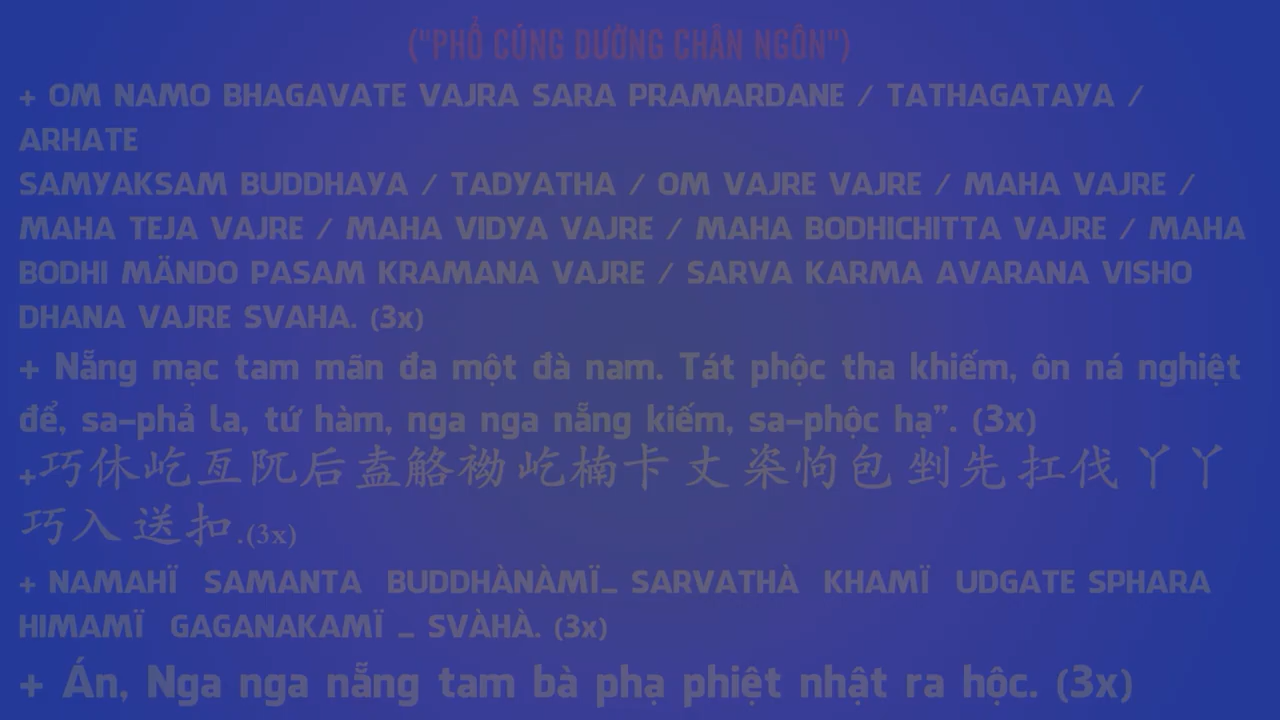 ("PHỔ CÚNG DƯỜNG CHÂN NGÔN")
+ OM NAMO BHAGAVATE VAJRA SARA PRAMARDANE / TATHAGATAYA /
ARHATE
SAMYAKSAM BUDDHAYA / TADYATHA / OM VAJRE VAJRE / MAHA VAJRE /
MAHA TEJA VAJRE / MAHA VIDYA VAJRE / MAHA BODHICHITTA VAJRE / MAHA
BODHI MÄNDO PASAM KRAMANA VAJRE / SARVA KARMA AVARANA VISHO
DHANA VAJRE SVAHA. (3x)
+ Nẵng mạc tam mãn đa một đà nam. Tát phộc tha khiếm, ôn ná nghiệt
để, sa-phả la, tứ hàm, nga nga nẵng kiếm, sa-phộc hạ”. (3x)
+巧休屹亙阢后盍觡袎屹楠卡丈楶怐包剉先扛伐丫丫
巧入送扣.(3x)
+ NAMAHÏ SAMANTA BUDDHÀNÀMÏ_ SARVATHÀ KHAMÏ UDGATE SPHARA
HIMAMÏ GAGANAKAMÏ _ SVÀHÀ. (3x)
+ Án, Nga nga nẵng tam bà phạ phiệt nhật ra hộc. (3x)